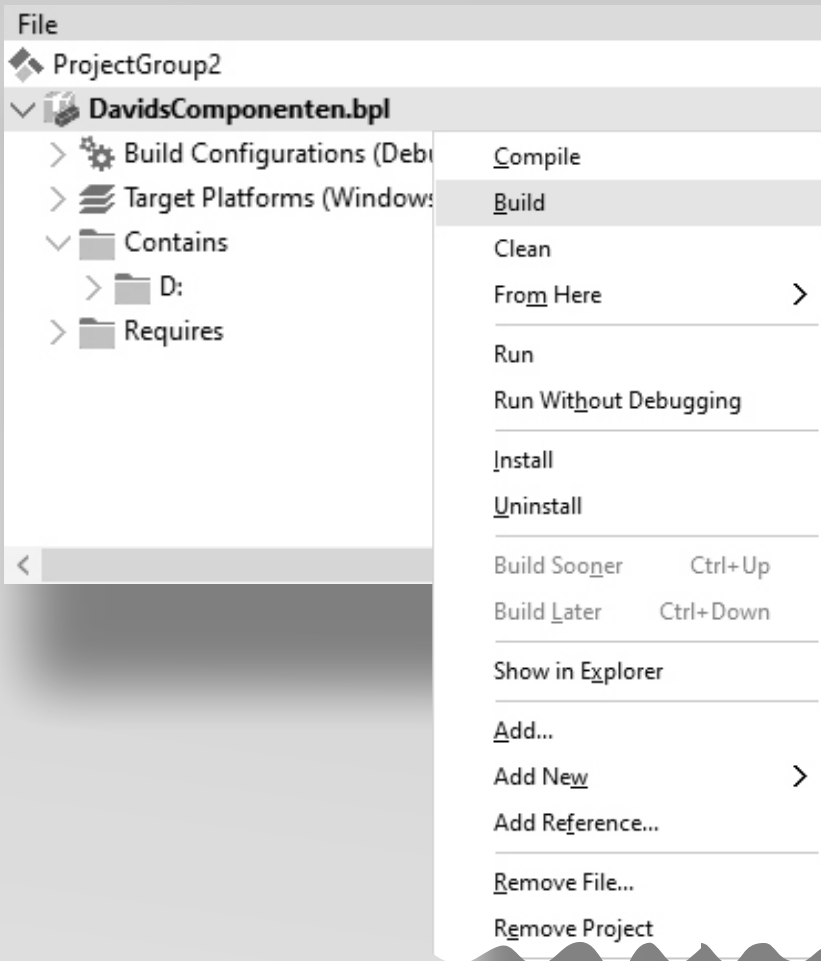 File
ProjectGroup2
DavidsComponenten.bpl
Build Configurations (Debu
Target Platforms (Windows
Contains
D:
Requires
Compile
Build
Clean
From Here
Run
Run Without Debugging
Install
Uninstall
Build Sooner Ctrl+Up
Build Later Ctrl+Down
Show in Explorer
Add...
Add New
Add Reference...
Remove File...
Remove Project